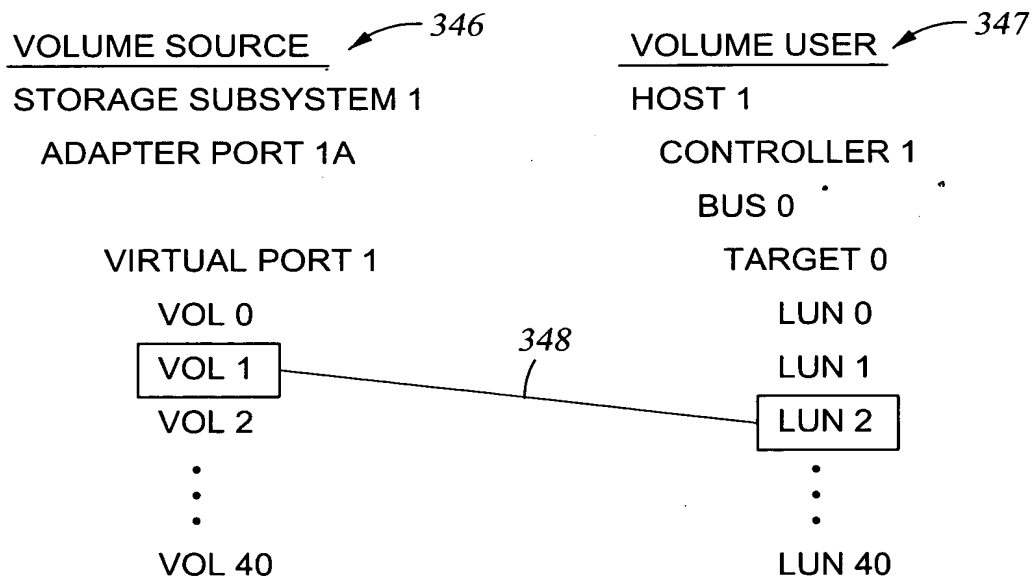 VOLUME SOURCE 346
STORAGE SUBSYSTEM 1
ADAPTER PORT 1A
VIRTUAL PORT 1
VOL 0
VOL 1
VOL 2
VOL 40
348
VOLUME USER 347
HOST 1
CONTROLLER 1
BUS 0
TARGET 0
LUN 0
LUN 1
LUN 2
LUN 40